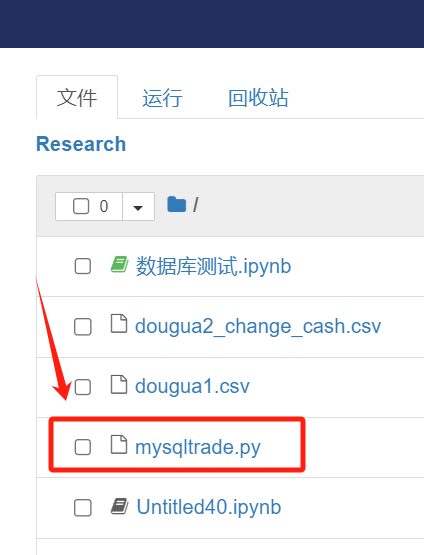 文件 运行 回收站
Research
0 /
数据库测试.ipynb
dougua2_change_cash.csv
dougua1.csv
mysqltrade.py
Untitled40.ipynb